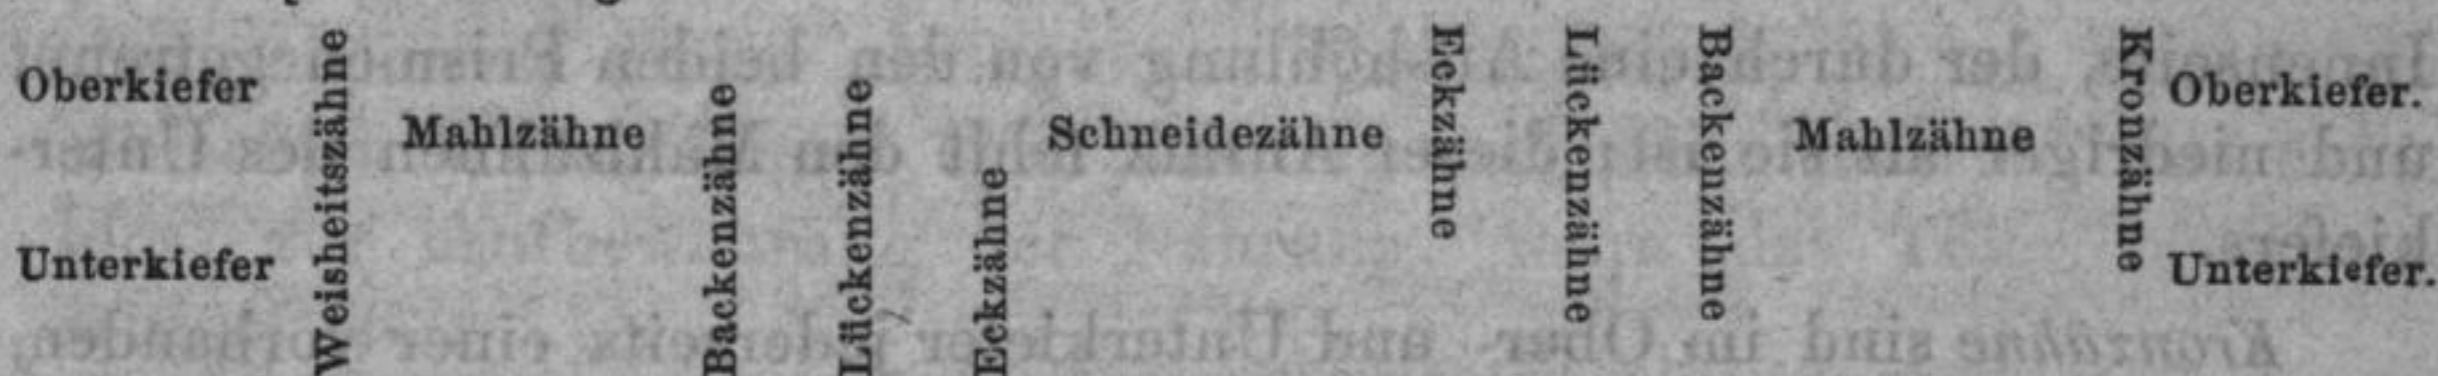 Oberkiefer
Unterkiefer
Weisheitszähne
Mahlzähne
Backenzähne
Lückenzähne
Eckzähne
Schneidezähne
Eckzähne
Lückenzähne
Backenzähne
Mahlzähne
Kronzähne
Oberkiefer.
Unterkiefer.